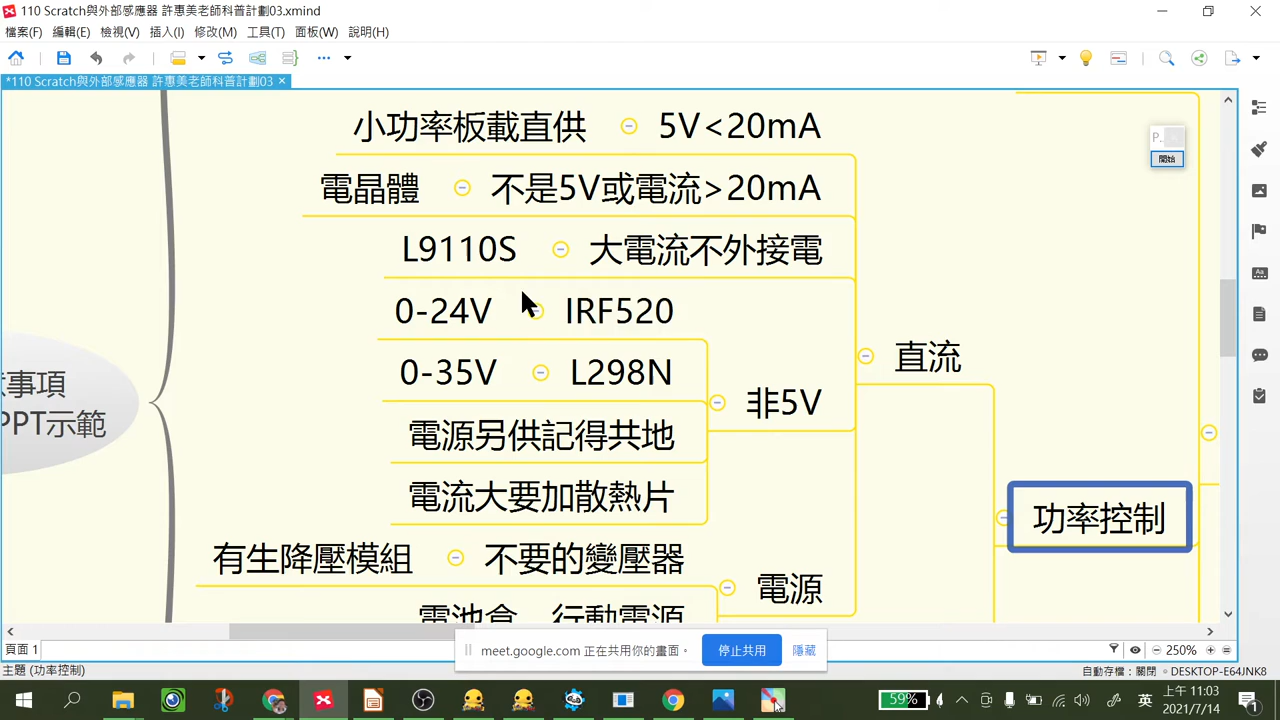 110 Scratch與外部感應器 許惠美老師科普計劃03.xmind
檔案(F) 編輯(E) 檢視(V) 插入(I) 修改(M) 工具(T) 面板(W) 說明(H)
*110 Scratch與外部感應器 許惠美老師科普計劃03
小功率板載直供 5V<20mA
P...
開始
電晶體 不是5V或電流>20mA
L9110S 大電流不外接電
0-24V IRF520
直流
0-35V L298N
事項
非5V
PPT示範
電源另供記得共地
電流大要加散熱片
功率控制
有生降壓模組 不要的變壓器
電源
電池盒 行動電源
meet.google.com 正在共用你的畫面。 停止共用 隱藏
頁面 1
250%
主題 (功率控制)
自動存檔：關閉
DESKTOP-E64JNK8
59%
英
上午 11:03
2021/7/14
1